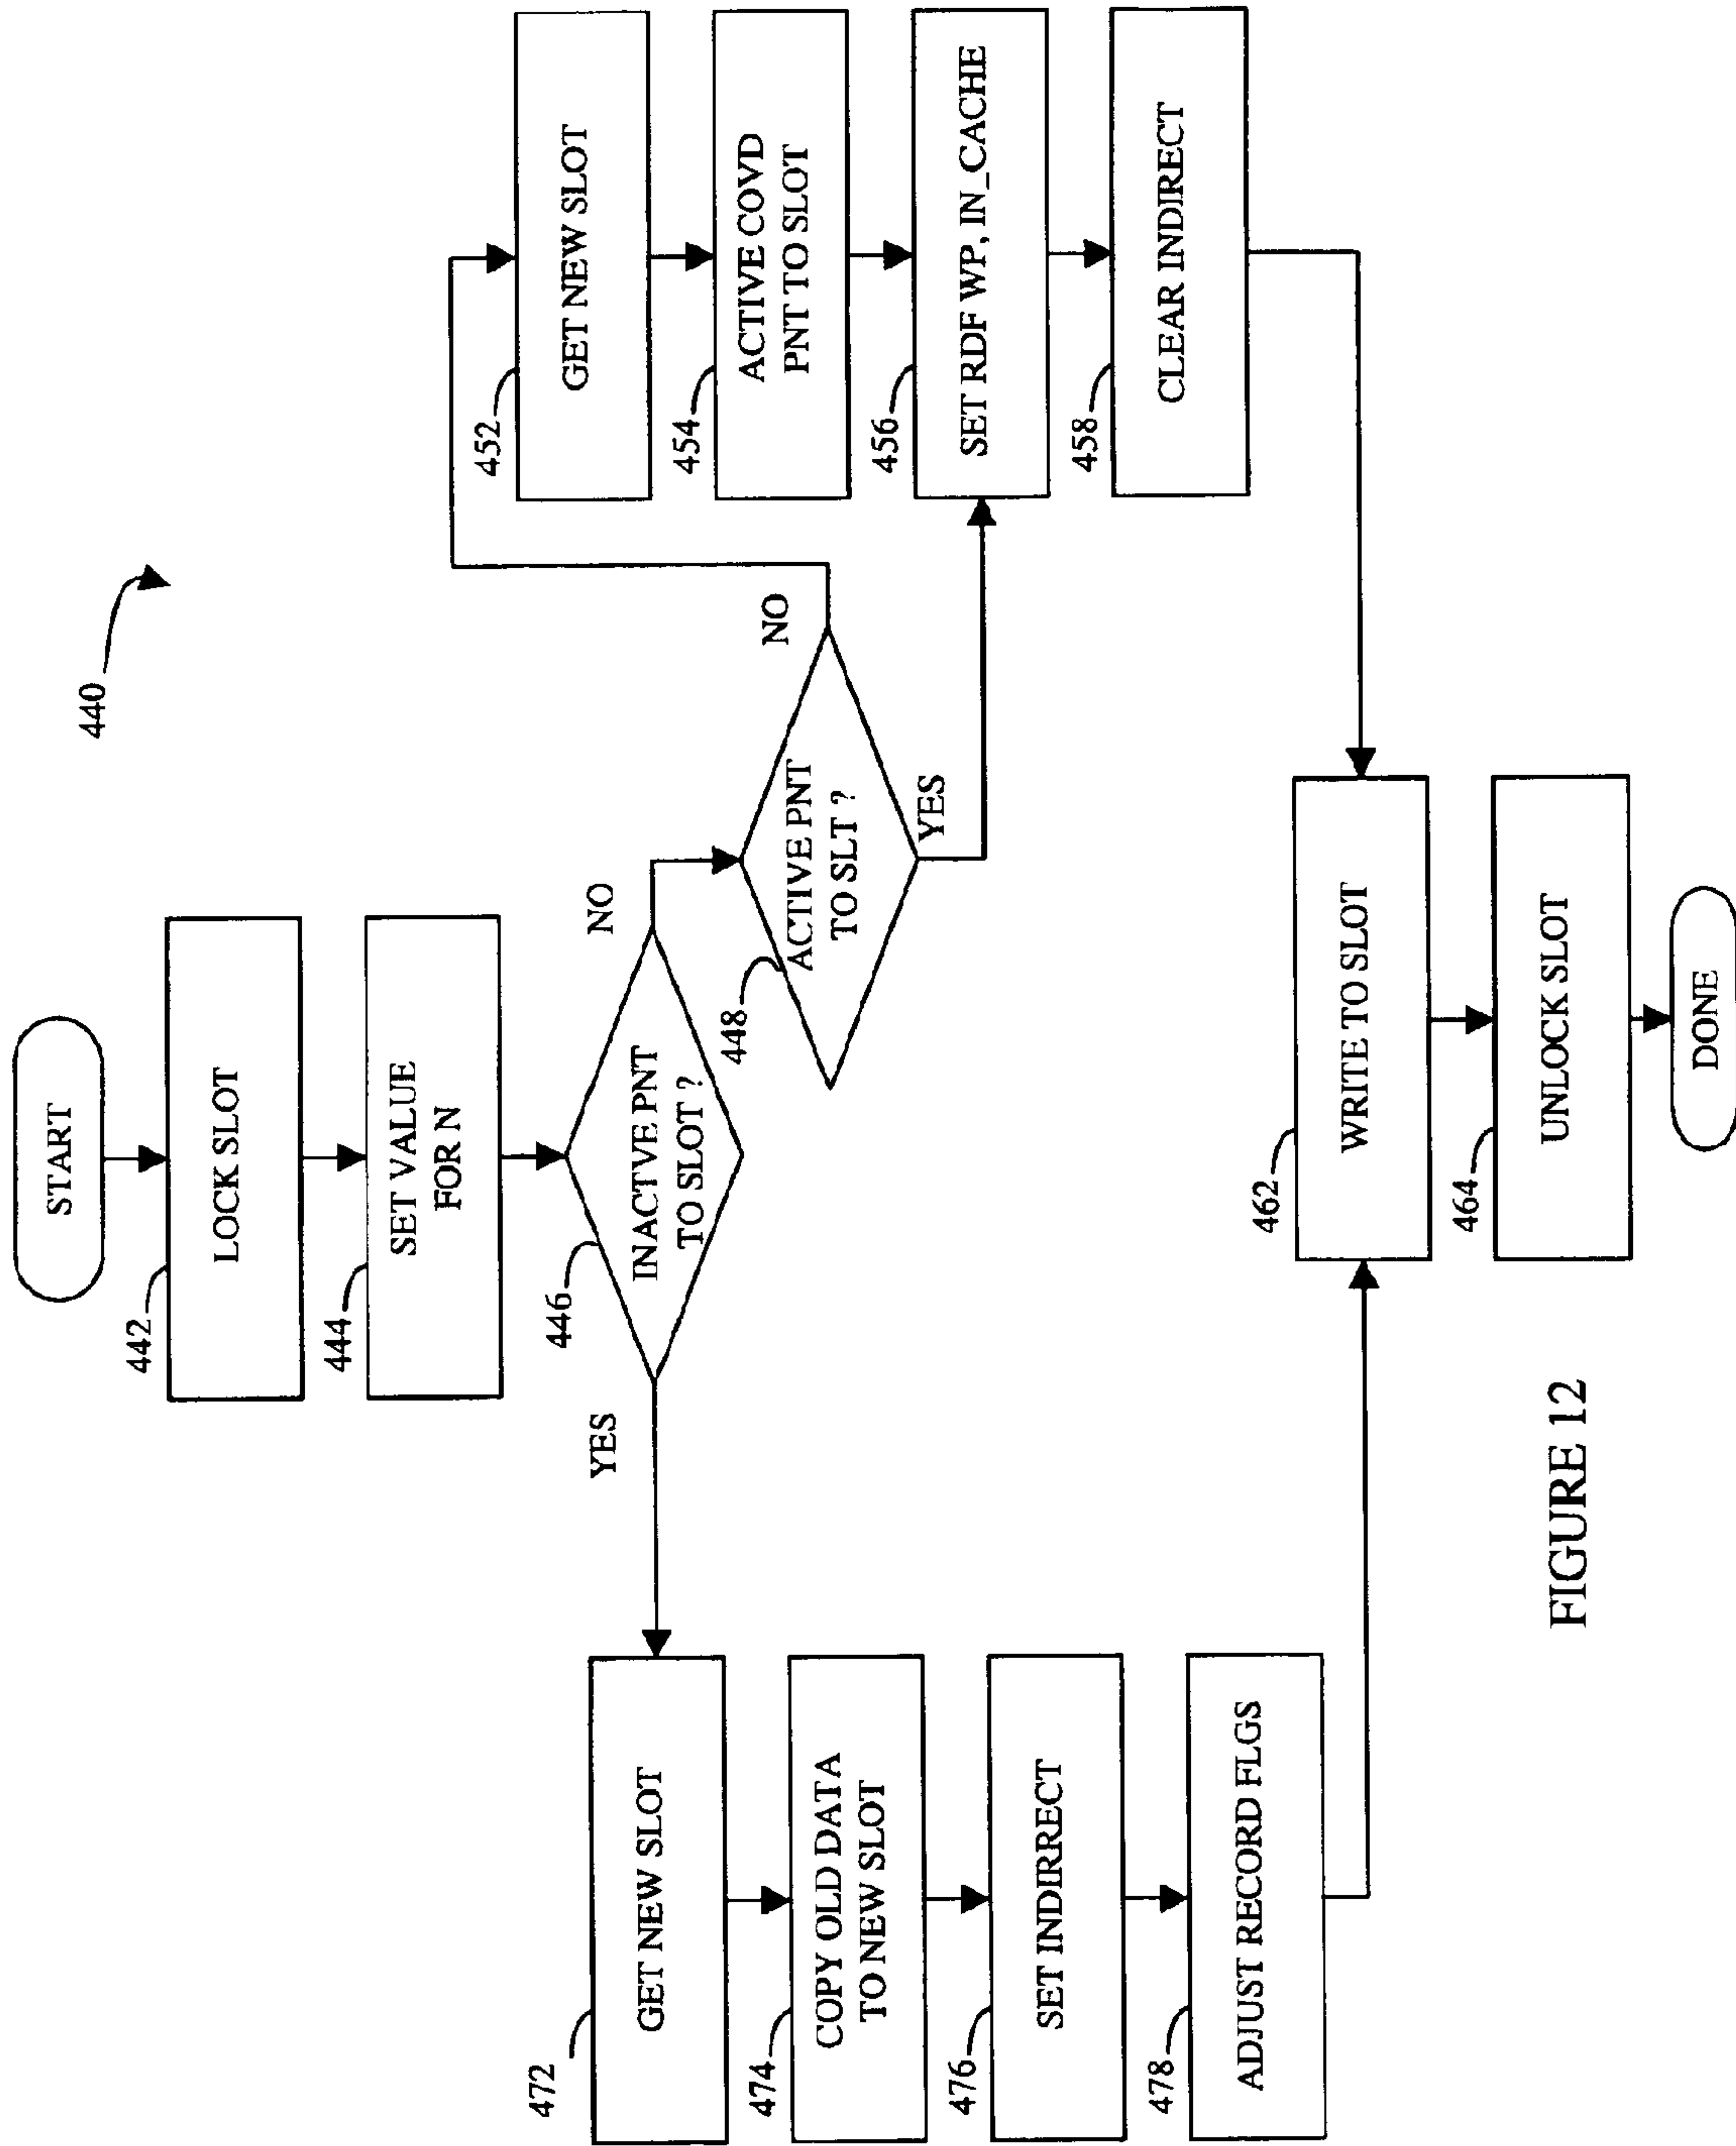 440
START
442
LOCK SLOT
444
SET VALUE
FOR N
446
INACTVE PNT
TO SLOT ?
YES
NO
448
ACTIVE PNT
TO SLT ?
NO
YES
452
GET NEW SLOT
454
ACTIVE COVD
PNT TO SLOT
456
SET RDF WP, IN_CACHE
458
CLEAR INDIRECT
472
GET NEW SLOT
474
COPY OLD DATA
TO NEW SLOT
476
SET INDIRRECT
478
ADJUST RECORD FLGS
462
WRITE TO SLOT
464
UNLOCK SLOT
DONE
FIGURE 12